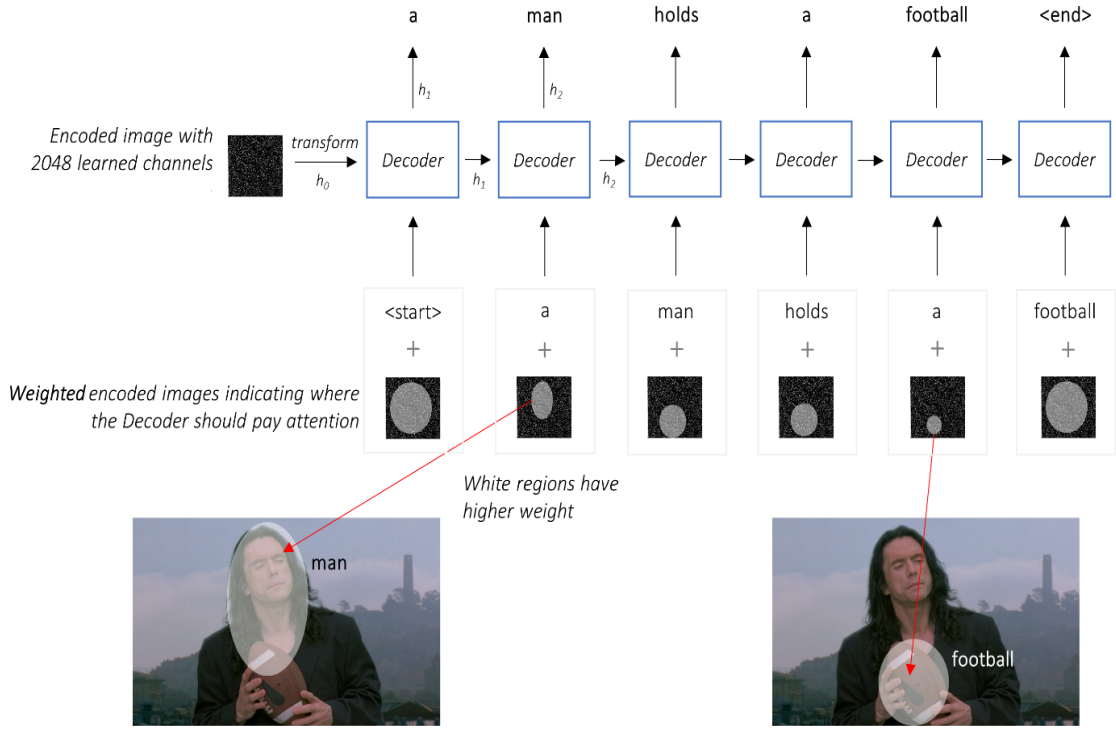 a man holds a football <end>
h1 h2
Encoded image with
2048 learned channels
transform
h0
Decoder Decoder Decoder Decoder Decoder Decoder
h1 h2
<start> a man holds a football
+ + + + + +
Weighted encoded images indicating where
the Decoder should pay attention
White regions have
higher weight
man
football